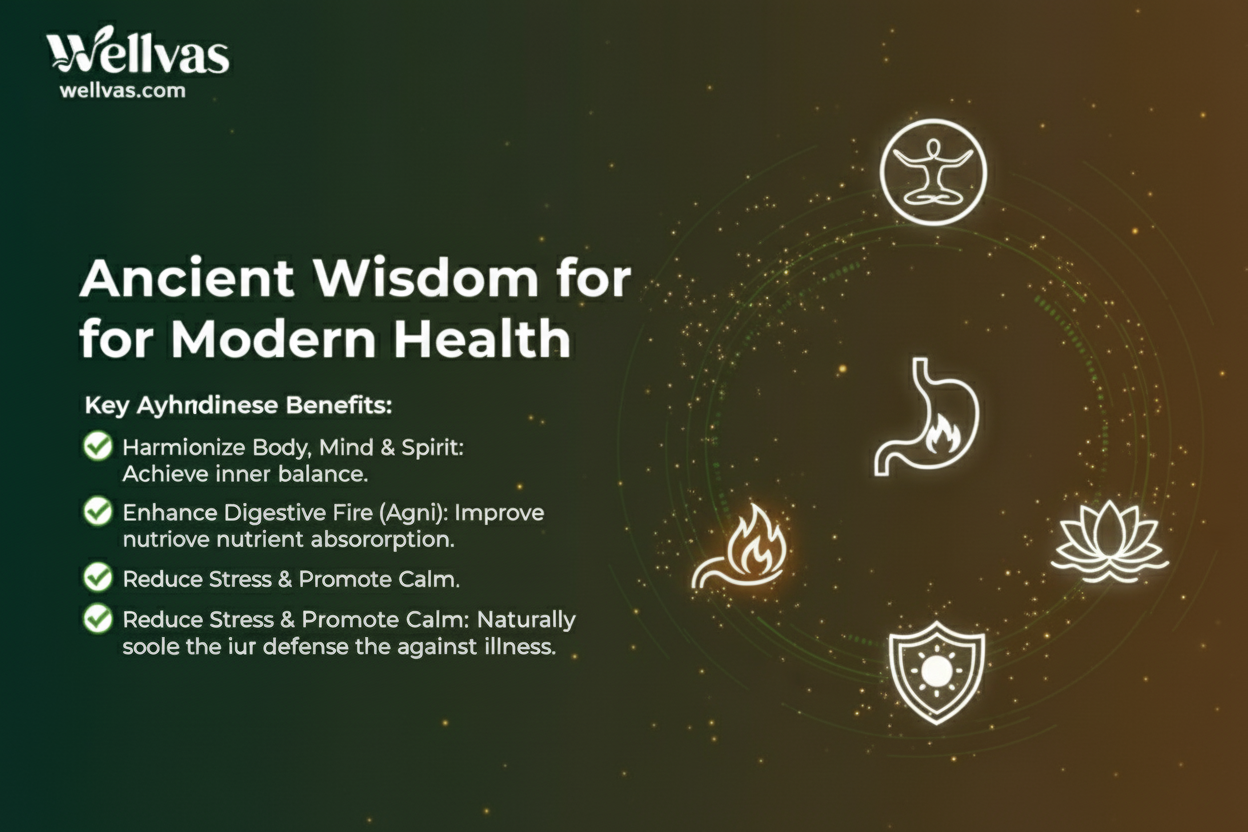 Wellvas
wellvas.com
Ancient Wisdom for
for Modern Health
Key Ayhrdinese Benefits:
Harmionize Body, Mind & Spirit:
Achieve inner balance.
Enhance Digestive Fire (Agni): Improve
nutriove nutrient absororption.
Reduce Stress & Promote Calm.
Reduce Stress & Promote Calm: Naturally
soole the iur defense the against illness.